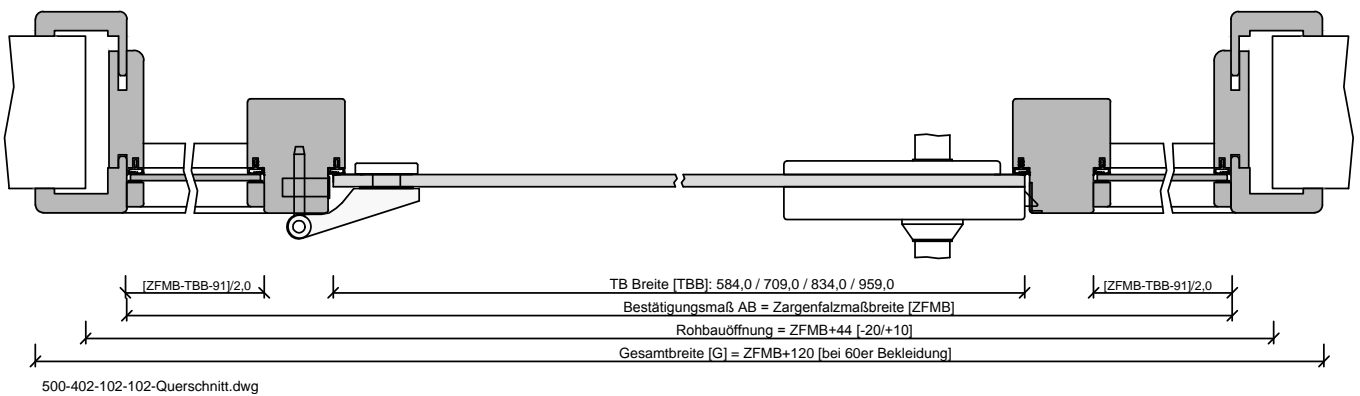 [ZFMB-TBB-91]/2,0
TB Breite [TBB]: 584,0 / 709,0 / 834,0 / 959,0
[ZFMB-TBB-91]/2,0
Bestätigungsmaß AB = Zargenfalzmaßbreite [ZFMB]
Rohbauöffnung = ZFMB+44 [-20/+10]
Gesamtbreite [G] = ZFMB+120 [bei 60er Bekleidung]
500-402-102-102-Querschnitt.dwg